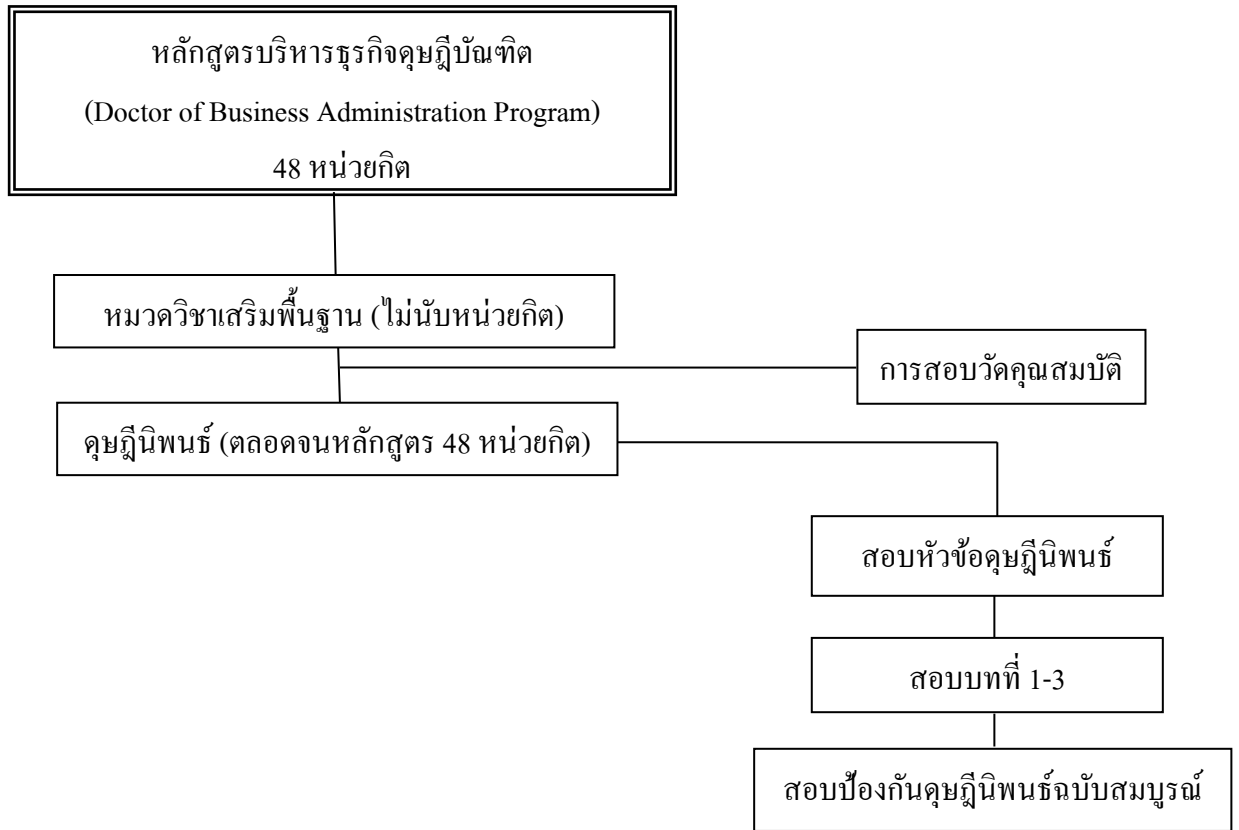 หลักสูตรบริหารธุรกิจดุษฎีบัณฑิต
(Doctor of Business Administration Program)
48 หน่วยกิต
หมวดวิชาเสริมพื้นฐาน (ไม่นับหน่วยกิต)
การสอบวัดคุณสมบัติ
ดุษฎีนิพนธ์ (ตลอดจนหลักสูตร 48 หน่วยกิต)
สอบหัวข้อดุษฎีนิพนธ์
สอบบทที่ 1-3
สอบป้องกันดุษฎีนิพนธ์ฉบับสมบูรณ์